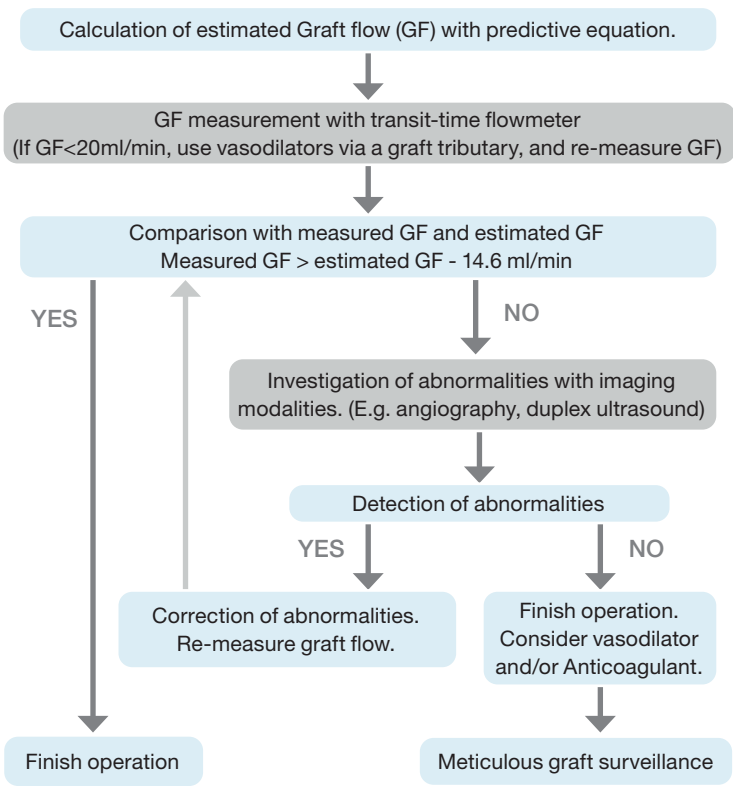 Calculation of estimated Graft flow (GF) with predictive equation.
GF measurement with transit-time flowmeter
(If GF<20ml/min, use vasodilators via a graft tributary, and re-measure GF)
Comparison with measured GF and estimated GF
Measured GF > estimated GF - 14.6 ml/min
YES
NO
Investigation of abnormalities with imaging
modalities. (E.g. angiography, duplex ultrasound)
Detection of abnormalities
YES
NO
Correction of abnormalities.
Re-measure graft flow.
Finish operation.
Consider vasodilator
and/or Anticoagulant.
Finish operation
Meticulous graft surveillance